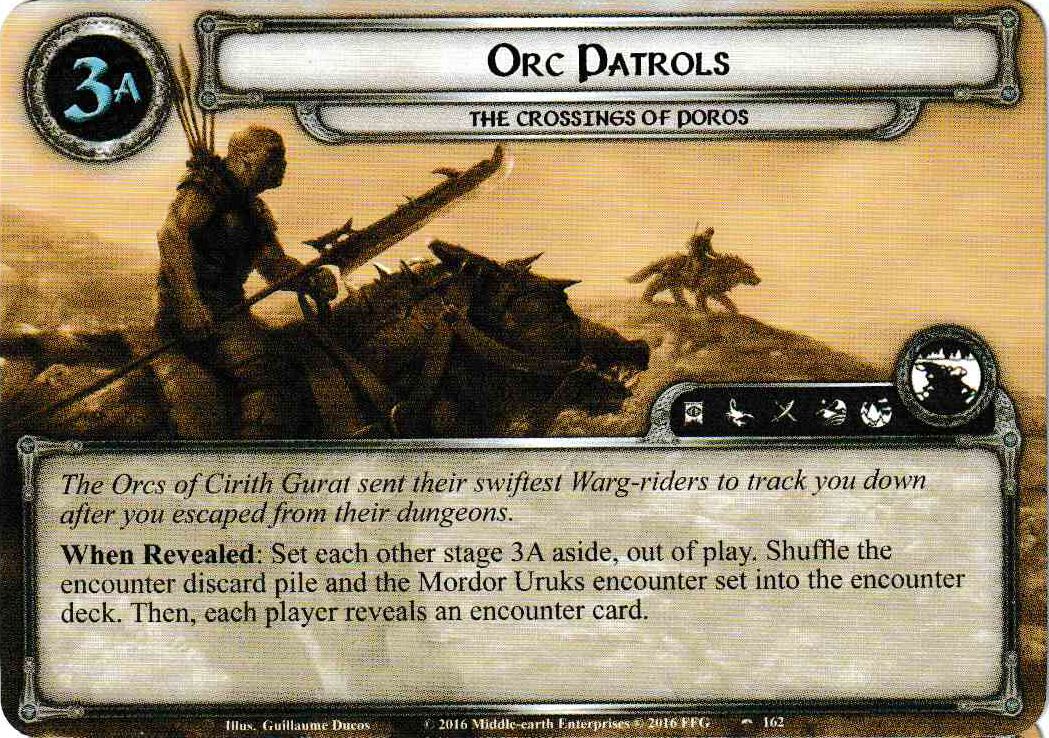 3A
Orc Patrols
The Crossings of Poros
The Orcs of Cirith Gurat sent their swiftest Warg-riders to track you down
after you escaped from their dungeons.
When Revealed: Set each other stage 3A aside, out of play. Shuffle the
encounter discard pile and the Mordor Uruks encounter set into the encounter
deck. Then, each player reveals an encounter card.
Illus. Guillaume Ducos © 2016 Middle-earth Enterprises © 2016 FFG 162